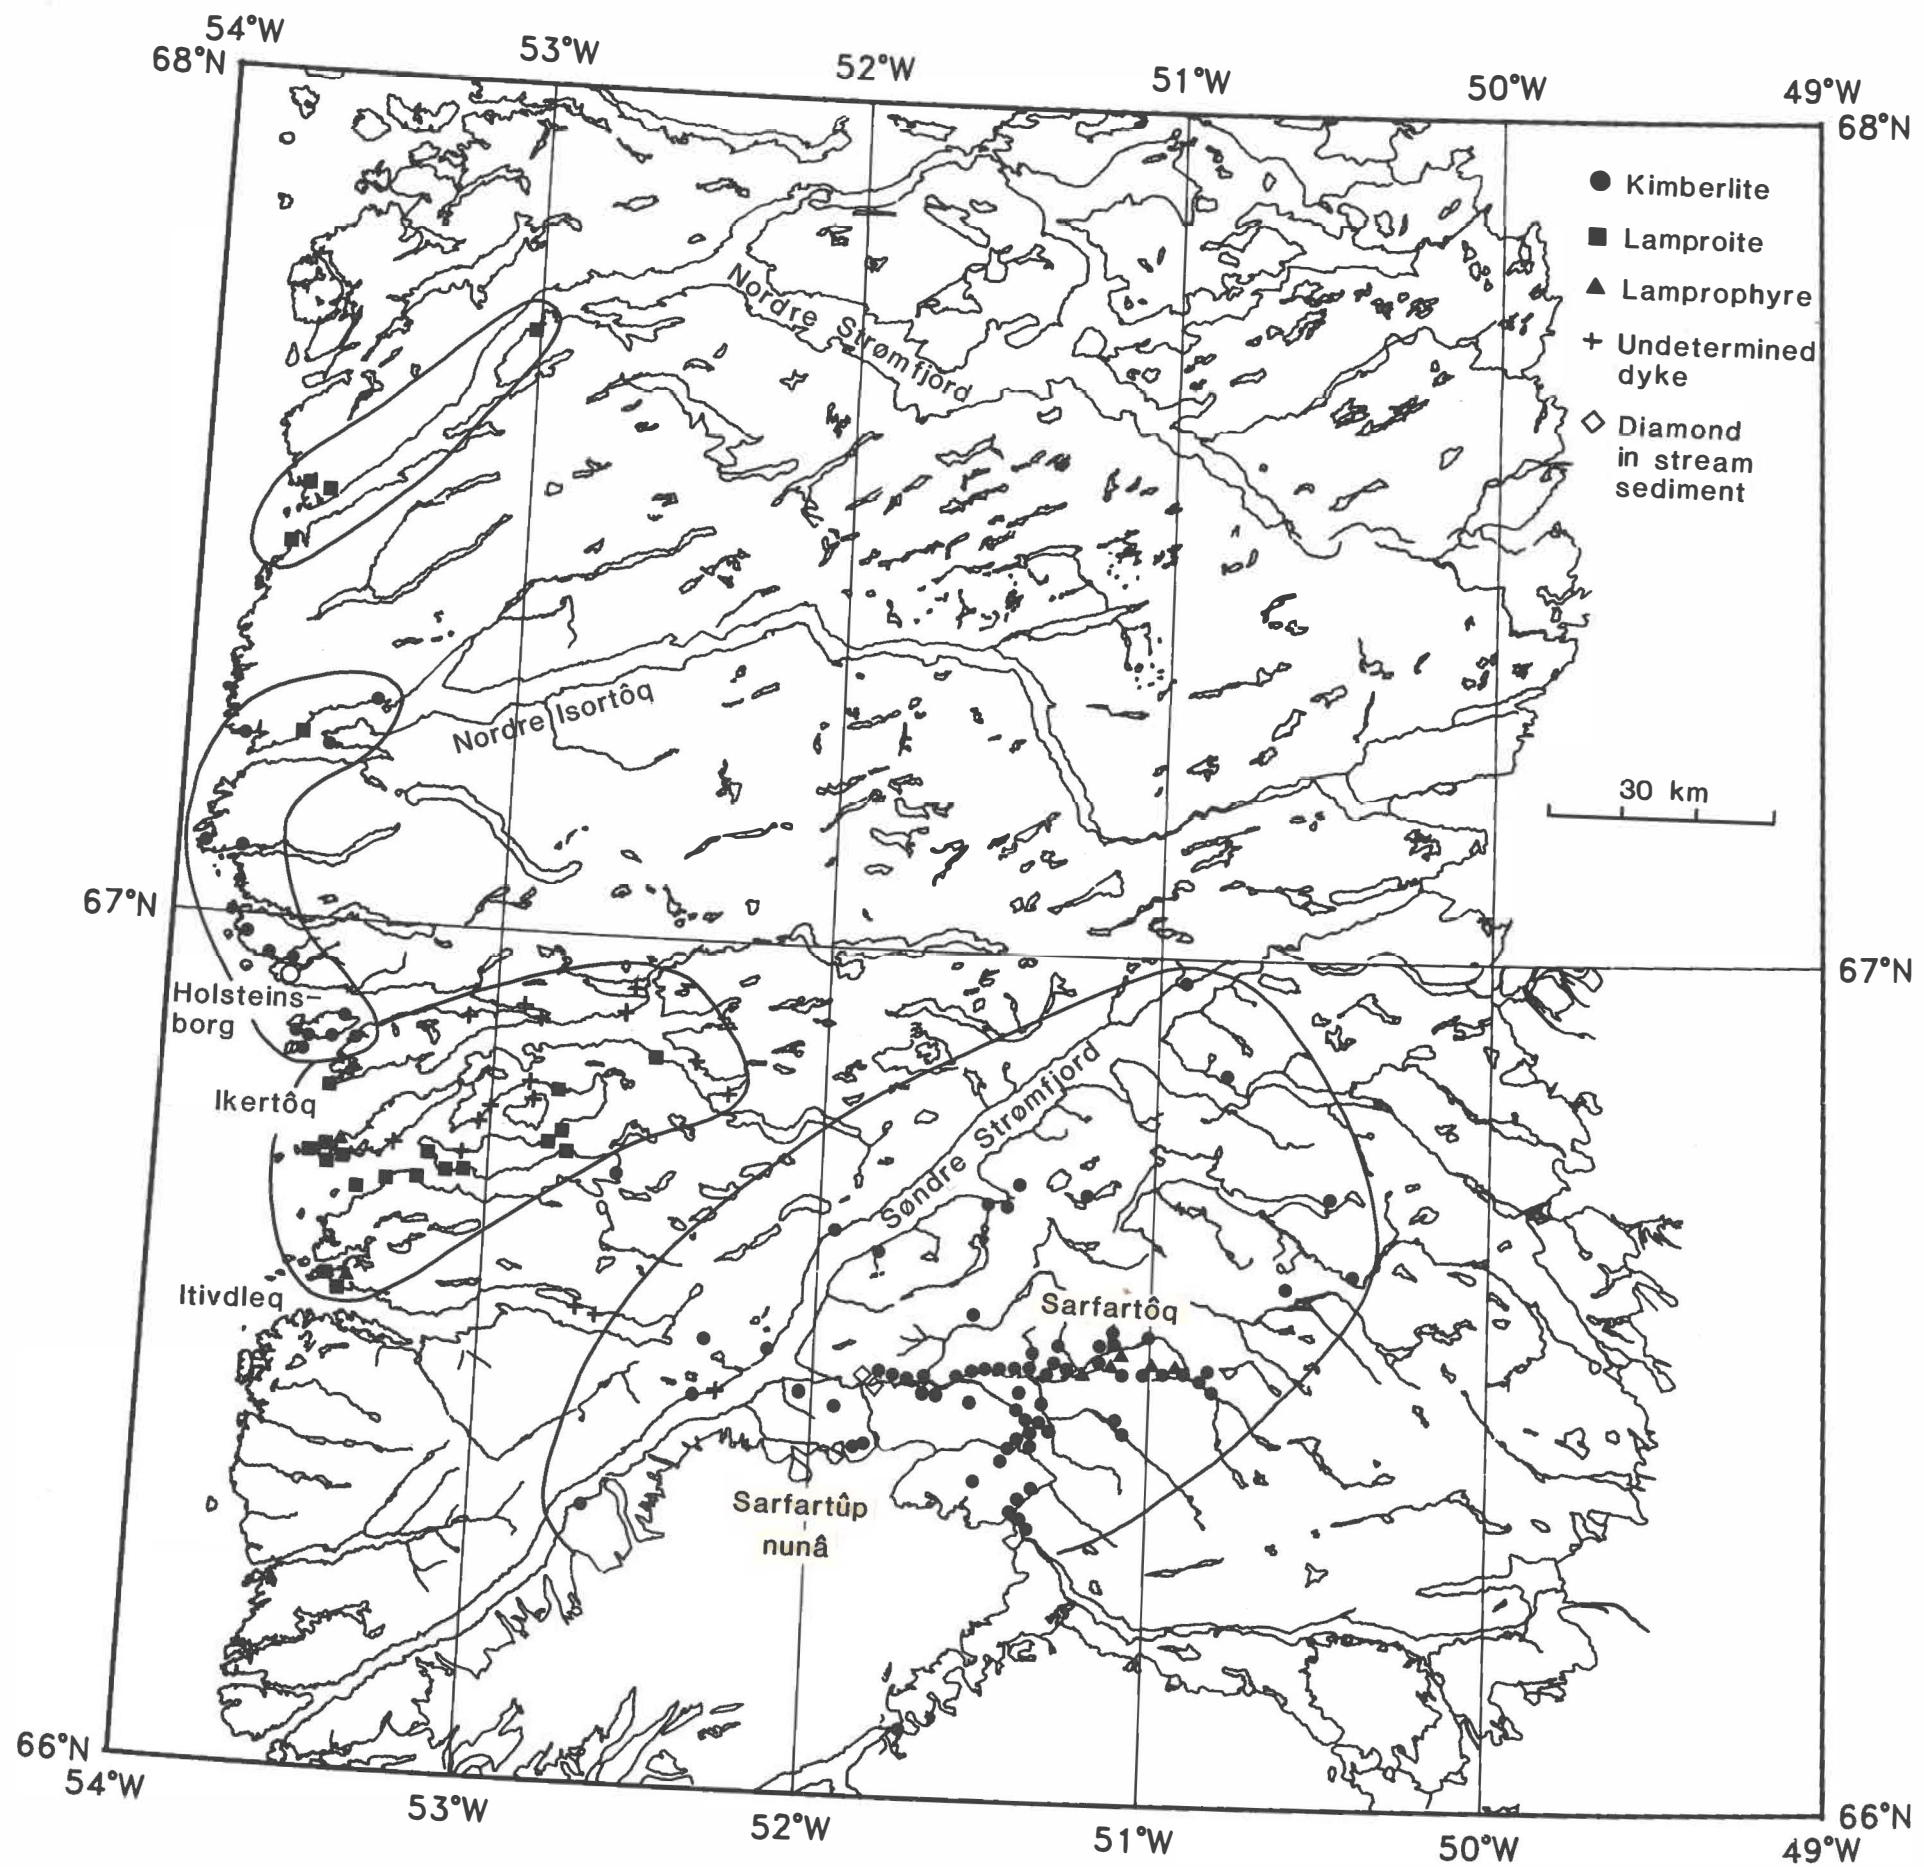 54°W
53°W
52°W
51°W
50°W
49°W
68°N
68°N
Kimberlite
Lamproite
Lamprophyre
Undetermined
dyke
Diamond
in stream
sediment
Nordre Strømfjord
Nordre Isortôq
30 km
67°N
67°N
Holsteins-
borg
Ikertôq
Søndre Strømfjord
Itivdleq
Sarfartôq
Sarfartûp
nunâ
66°N
66°N
54°W
53°W
52°W
51°W
50°W
49°W